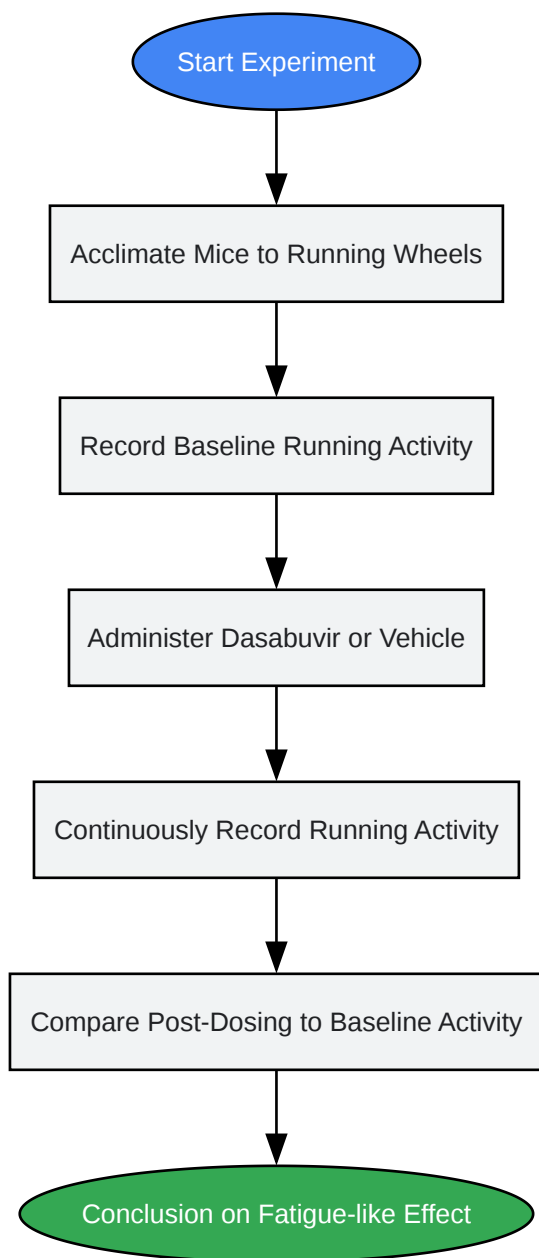 Start Experiment
Acclimate Mice to Running Wheels
Record Baseline Running Activity
Administer Dasabuvir or Vehicle
Continuously Record Running Activity
Compare Post-Dosing to Baseline Activity
Conclusion on Fatigue-like Effect